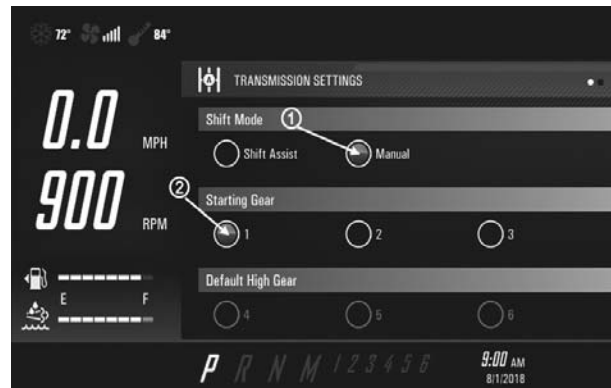 72° 84°
TRANSMISSION SETTINGS
Shift Mode 1
Shift Assist Manual
0.0 MPH
2
Starting Gear
900 RPM
1 2 3
Default High Gear
E F
4 5 6
P R N M 1 2 3 4 5 6 9:00 AM
8/1/2018